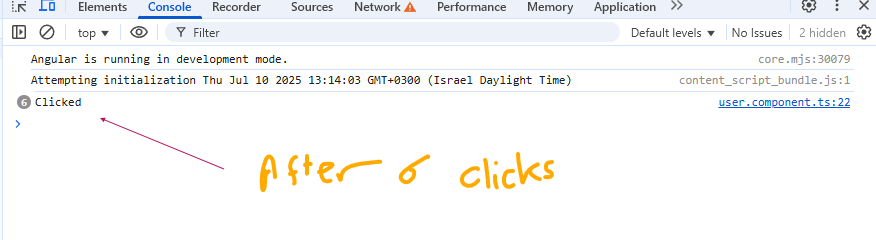 Elements Console Recorder Sources Network Performance Memory Application
top Filter Default levels No Issues 2 hidden
Angular is running in development mode. core.mjs:30079
Attempting initialization Thu Jul 10 2025 13:14:03 GMT+0300 (Israel Daylight Time) content_script_bundle.js:1
6 Clicked user.component.ts:22
After 6 clicks